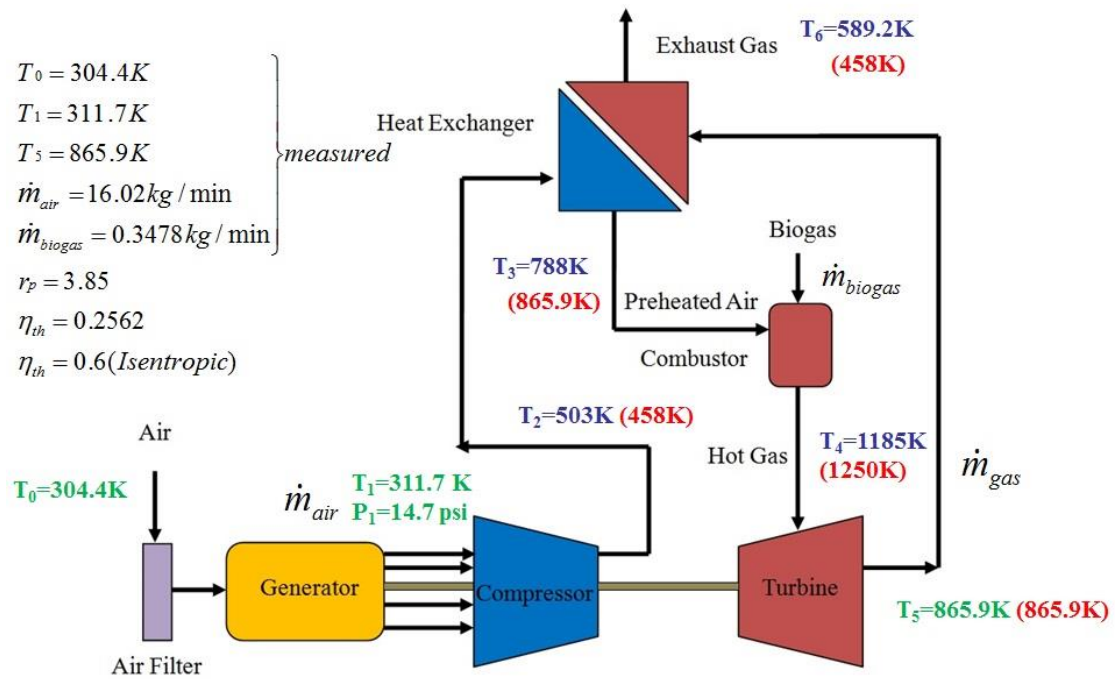 T₀ = 304.4K
T₁ = 311.7K
T₅ = 865.9K
ṁair = 16.02kg / min
ṁbiogas = 0.3478kg / min
measured
rp = 3.85
ηth = 0.2562
ηth = 0.6(Isentropic)
Exhaust Gas
T₆=589.2K
(458K)
Heat Exchanger
Biogas
ṁbiogas
T₃=788K
(865.9K)
Preheated Air
Combustor
T₂=503K (458K)
Hot Gas
T₄=1185K
(1250K)
ṁgas
Air
T₀=304.4K
ṁair
T₁=311.7 K
P₁=14.7 psi
Generator
Compressor
Turbine
T₅=865.9K (865.9K)
Air Filter